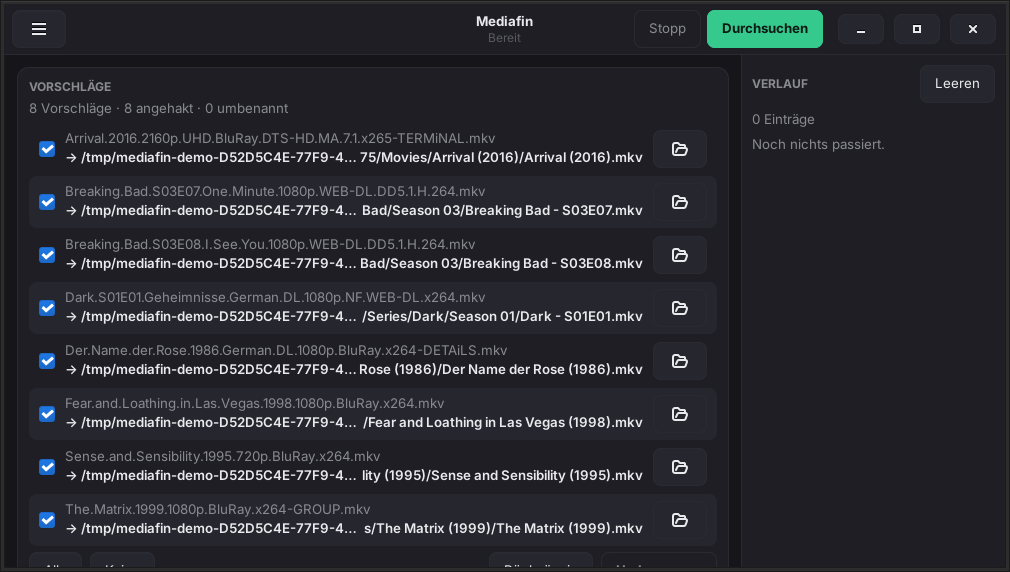 Mediafin
Bereit
Stopp
Durchsuchen
VORSCHLÄGE
8 Vorschläge · 8 angehakt · 0 umbenannt
Arrival.2016.2160p.UHD.BluRay.DTS-HD.MA.7.1.x265-TERMiNAL.mkv
→ /tmp/mediafin-demo-D52D5C4E-77F9-4… 75/Movies/Arrival (2016)/Arrival (2016).mkv
Breaking.Bad.S03E07.One.Minute.1080p.WEB-DL.DD5.1.H.264.mkv
→ /tmp/mediafin-demo-D52D5C4E-77F9-4… Bad/Season 03/Breaking Bad - S03E07.mkv
Breaking.Bad.S03E08.I.See.You.1080p.WEB-DL.DD5.1.H.264.mkv
→ /tmp/mediafin-demo-D52D5C4E-77F9-4… Bad/Season 03/Breaking Bad - S03E08.mkv
Dark.S01E01.Geheimnisse.German.DL.1080p.NF.WEB-DL.x264.mkv
→ /tmp/mediafin-demo-D52D5C4E-77F9-4… /Series/Dark/Season 01/Dark - S01E01.mkv
Der.Name.der.Rose.1986.German.DL.1080p.BluRay.x264-DETAiLS.mkv
→ /tmp/mediafin-demo-D52D5C4E-77F9-4… Rose (1986)/Der Name der Rose (1986).mkv
Fear.and.Loathing.in.Las.Vegas.1998.1080p.BluRay.x264.mkv
→ /tmp/mediafin-demo-D52D5C4E-77F9-4… /Fear and Loathing in Las Vegas (1998).mkv
Sense.and.Sensibility.1995.720p.BluRay.x264.mkv
→ /tmp/mediafin-demo-D52D5C4E-77F9-4… lity (1995)/Sense and Sensibility (1995).mkv
The.Matrix.1999.1080p.BluRay.x264-GROUP.mkv
→ /tmp/mediafin-demo-D52D5C4E-77F9-4… s/The Matrix (1999)/The Matrix (1999).mkv
VERLAUF
Leeren
0 Einträge
Noch nichts passiert.